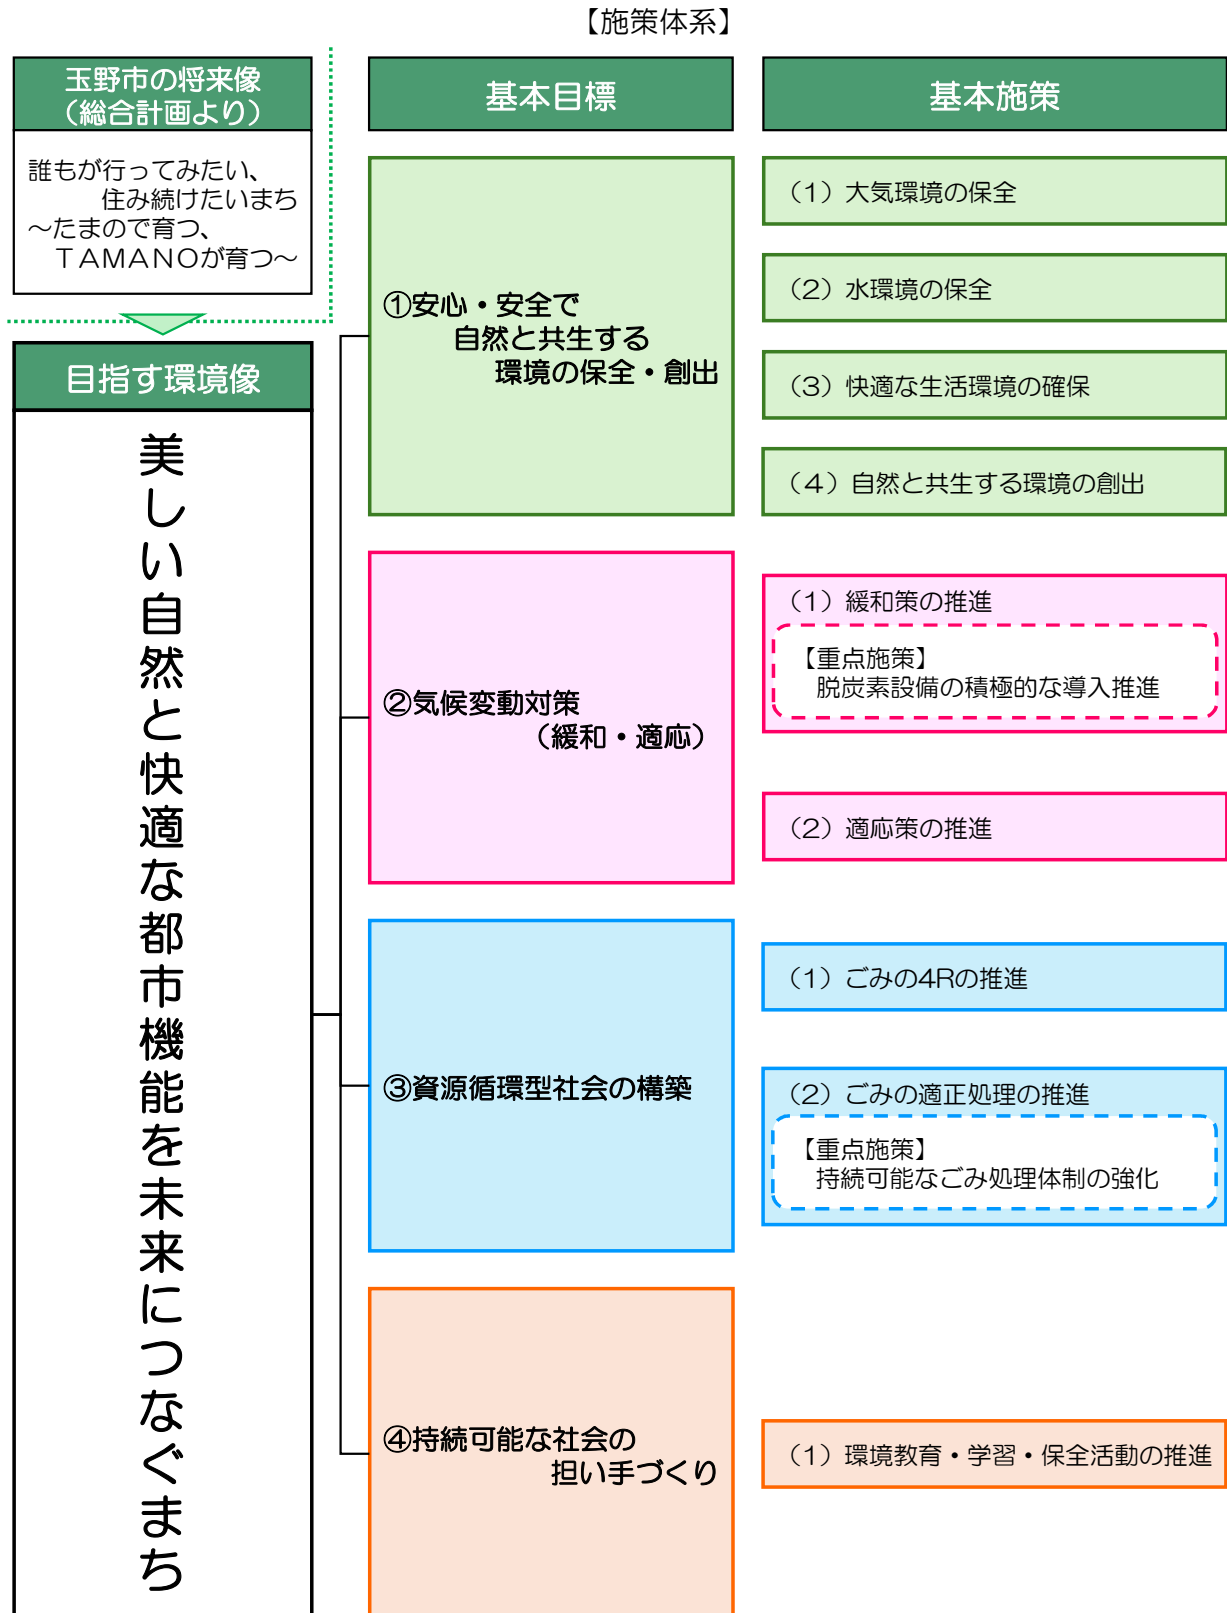 【施策体系】
玉野市の将来像
（総合計画より）
誰もが行ってみたい、
住み続けたいまち
～たまので育つ、
ＴＡＭＡＮＯが育つ～
目指す環境像
美しい自然と快適な都市機能を未来につなぐまち
基本目標
①安心・安全で
自然と共生する
環境の保全・創出
②気候変動対策
（緩和・適応）
③資源循環型社会の構築
④持続可能な社会の
担い手づくり
基本施策
（1）大気環境の保全
（2）水環境の保全
（3）快適な生活環境の確保
（4）自然と共生する環境の創出
（1）緩和策の推進
【重点施策】
脱炭素設備の積極的な導入推進
（2）適応策の推進
（1）ごみの4Rの推進
（2）ごみの適正処理の推進
【重点施策】
持続可能なごみ処理体制の強化
（1）環境教育・学習・保全活動の推進